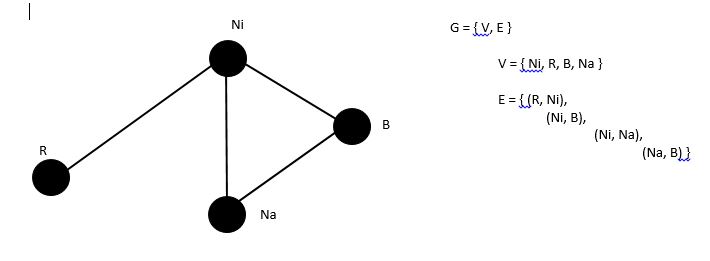 Ni
R
B
Na
G = { V, E }
V = { Ni, R, B, Na }
E = { (R, Ni),
(Ni, B),
(Ni, Na),
(Na, B) }